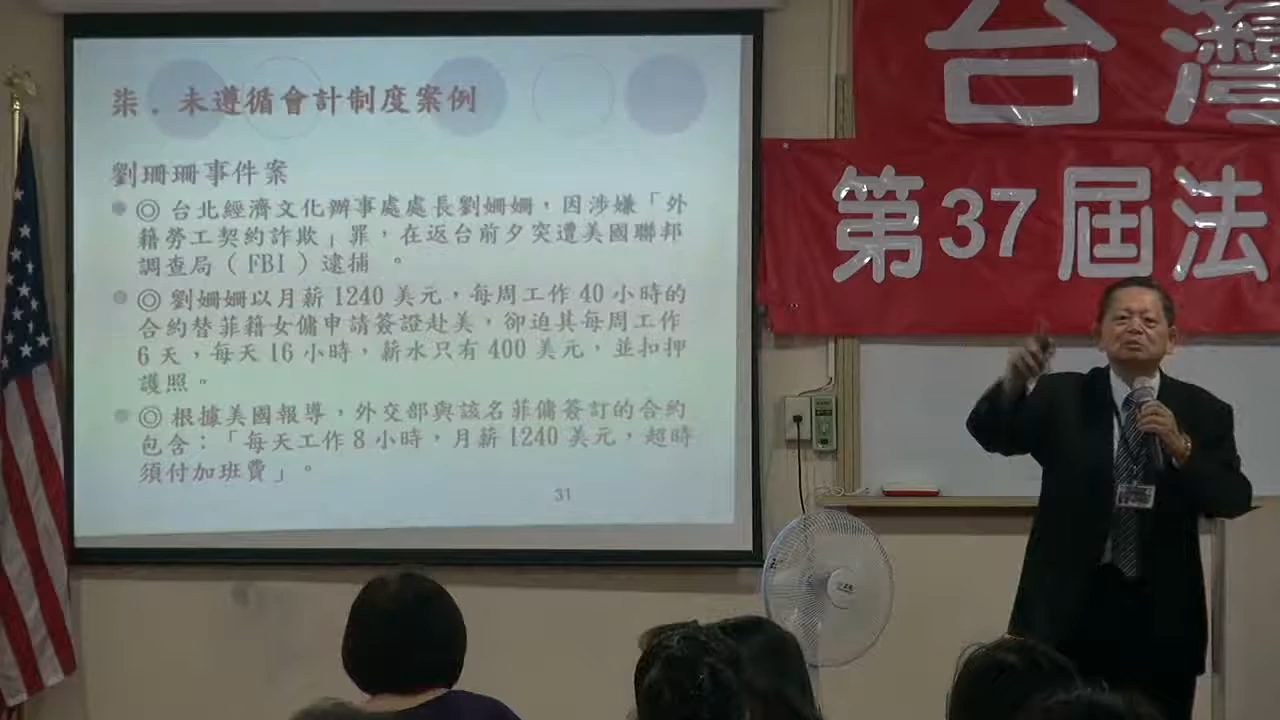 柒．未遵循會計制度案例
劉珊珊事件案
◎ 台北經濟文化辦事處處長劉姍姍，因涉嫌「外
籍勞工契約詐欺」罪，在返台前夕突遭美國聯邦
調查局（FBI）逮捕 。
◎ 劉姍姍以月薪1240 美元，每周工作 40 小時的
合約替菲籍女傭申請簽證赴美，卻迫其每周工作
6 天，每天 16 小時，薪水只有 400 美元，並扣押
護照。
◎ 根據美國報導，外交部與該名菲傭簽訂的合約
包含：「每天工作 8 小時，月薪 1240 美元，超時
須付加班費」。
31
台灣
第37屆法